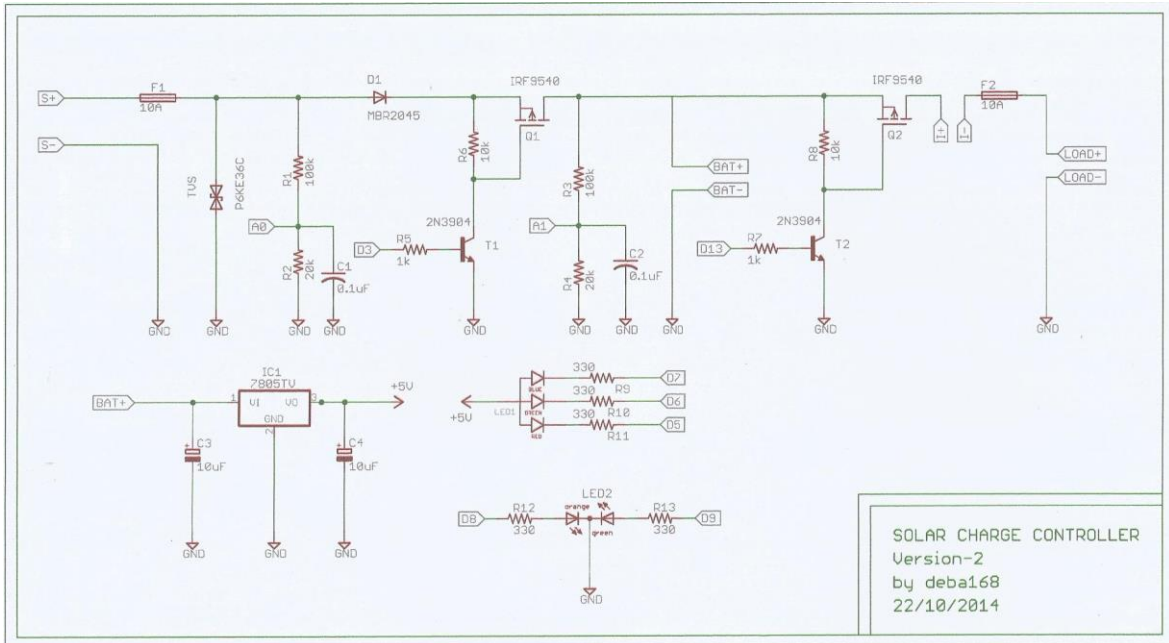 S+
F1
10A
D1
MBR2045
IRF9540
Q1
IRF9540
Q2
F2
10A
S-
TVS
P6KE36C
R1
100k
R6
10k
R3
100k
R8
10k
I+
I-
BAT+
BAT-
LOAD+
LOAD-
A0
R2
20k
C1
0.1uF
D3
R5
1k
2N3904
T1
A1
R4
20k
C2
0.1uF
D13
R7
1k
2N3904
T2
GND
GND
GND
GND
GND
GND
GND
GND
GND
GND
IC1
7805TV
BAT+
1
VI
VO
3
GND
2
+5V
C3
10uF
C4
10uF
GND
GND
GND
+5V
LED1
BLUE
330
R9
D7
GREEN
330
R10
D6
RED
330
R11
D5
LED2
D8
R12
330
orange
green
R13
330
D9
GND
SOLAR CHARGE CONTROLLER
Version-2
by deba168
22/10/2014